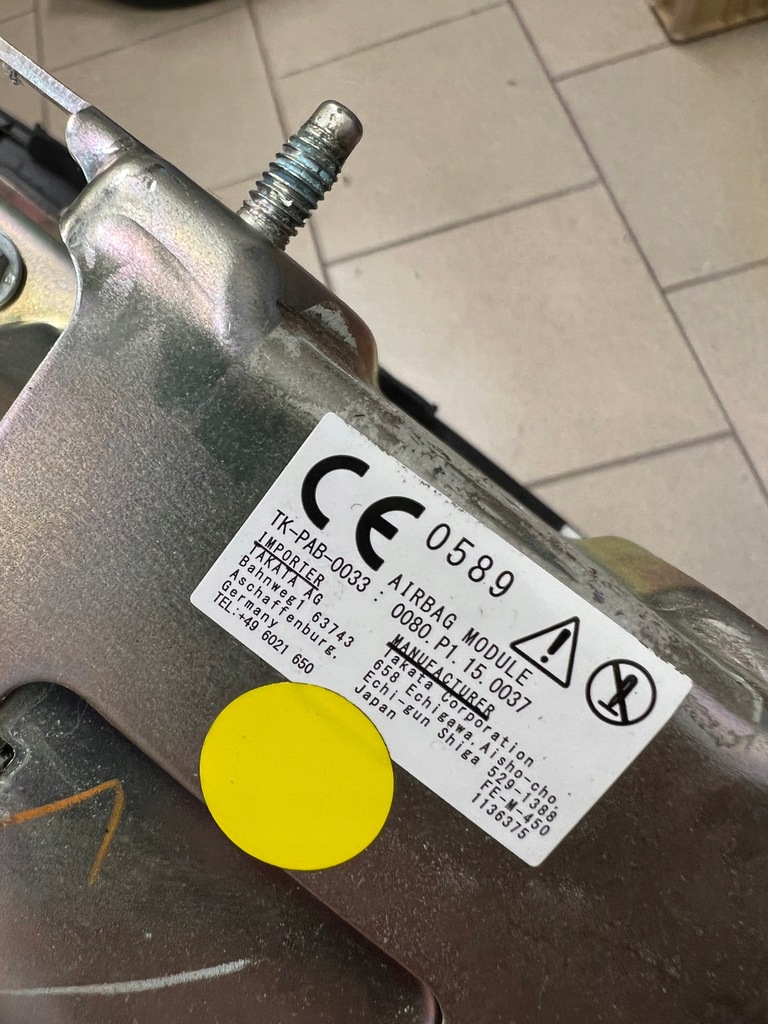 CE 0589
AIRBAG MODULE
TK-PAB-0033 : 0080.P1.15.0037
IMPORTER
TAKATA AG
Bahnweg1 63743
Aschaffenburg,
Germany
TEL:+49 6021 650
MANUFACTURER
Takata Corporation
658 Echigawa,Aisho-cho,
Echi-gun Shiga 529-1388
Japan
FE-M-450
1136375